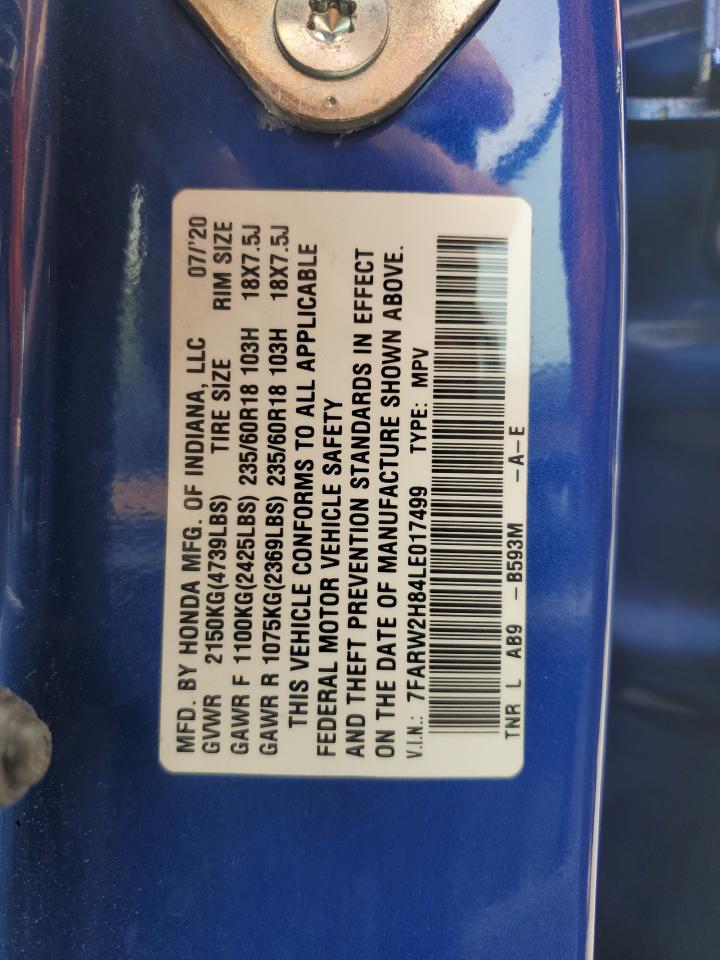 MFD. BY HONDA MFG. OF INDIANA, LLC 07/'20
GVWR 2150KG(4739LBS) TIRE SIZE RIM SIZE
GAWR F 1100KG(2425LBS) 235/60R18 103H 18X7.5J
GAWR R 1075KG(2369LBS) 235/60R18 103H 18X7.5J
THIS VEHICLE CONFORMS TO ALL APPLICABLE
FEDERAL MOTOR VEHICLE SAFETY
AND THEFT PREVENTION STANDARDS IN EFFECT
ON THE DATE OF MANUFACTURE SHOWN ABOVE.
V.I.N.: 7FARW2H84LE017499 TYPE: MPV
TNR L AB9 -B593M -A-E